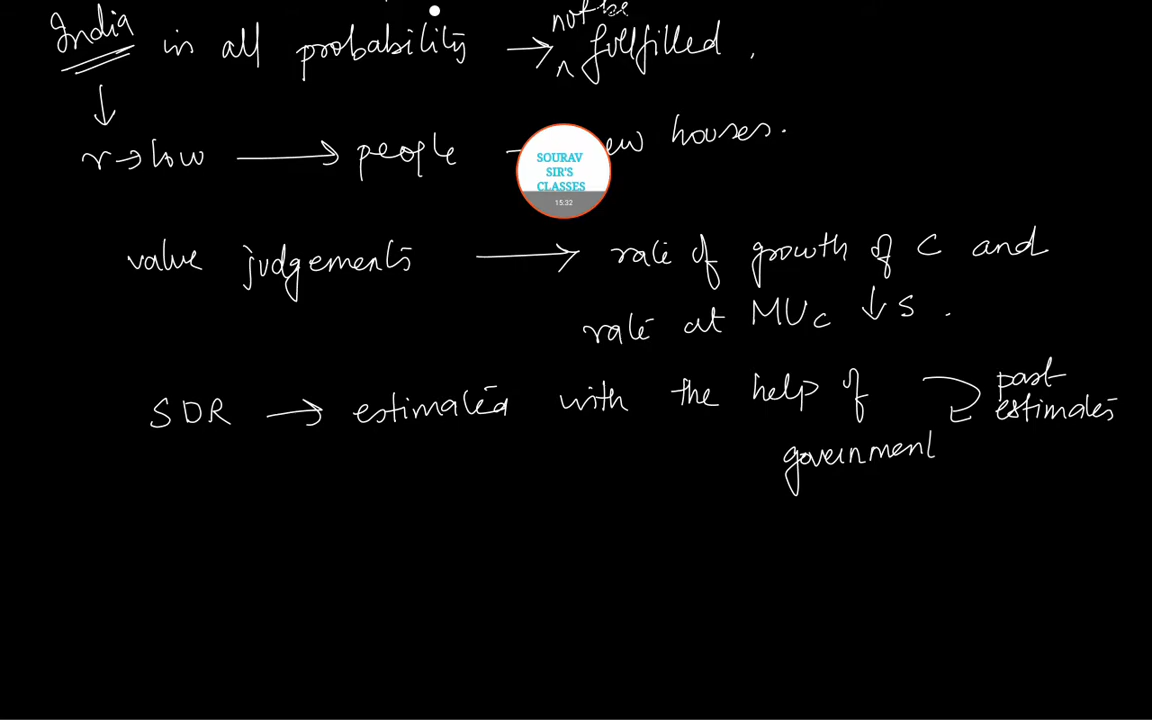 not be
India in all probability → ^ fulfilled.
↓
r → low → people → ew houses.
SOURAV
SIR'S
CLASSES
15:32
value judgements → rate of growth of C and
rate at MUc ↓ s.
SDR → estimated with the help of past
estimates
government